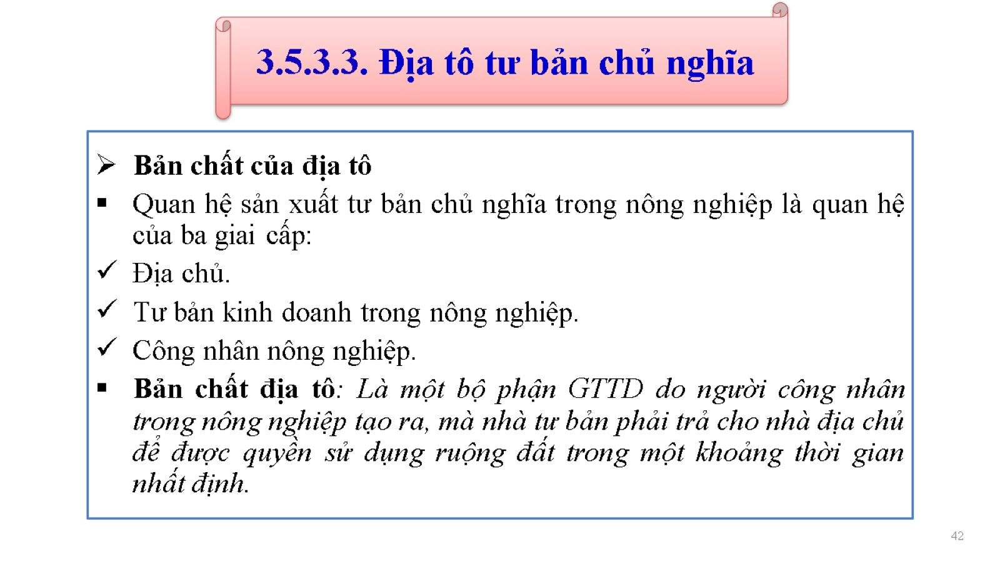 3.5.3.3. Địa tô tư bản chủ nghĩa
➢ Bản chất của địa tô
▪ Quan hệ sản xuất tư bản chủ nghĩa trong nông nghiệp là quan hệ
của ba giai cấp:
✓ Địa chủ.
✓ Tư bản kinh doanh trong nông nghiệp.
✓ Công nhân nông nghiệp.
▪ Bản chất địa tô: Là một bộ phận GTTD do người công nhân
trong nông nghiệp tạo ra, mà nhà tư bản phải trả cho nhà địa chủ
để được quyền sử dụng ruộng đất trong một khoảng thời gian
nhất định.
42